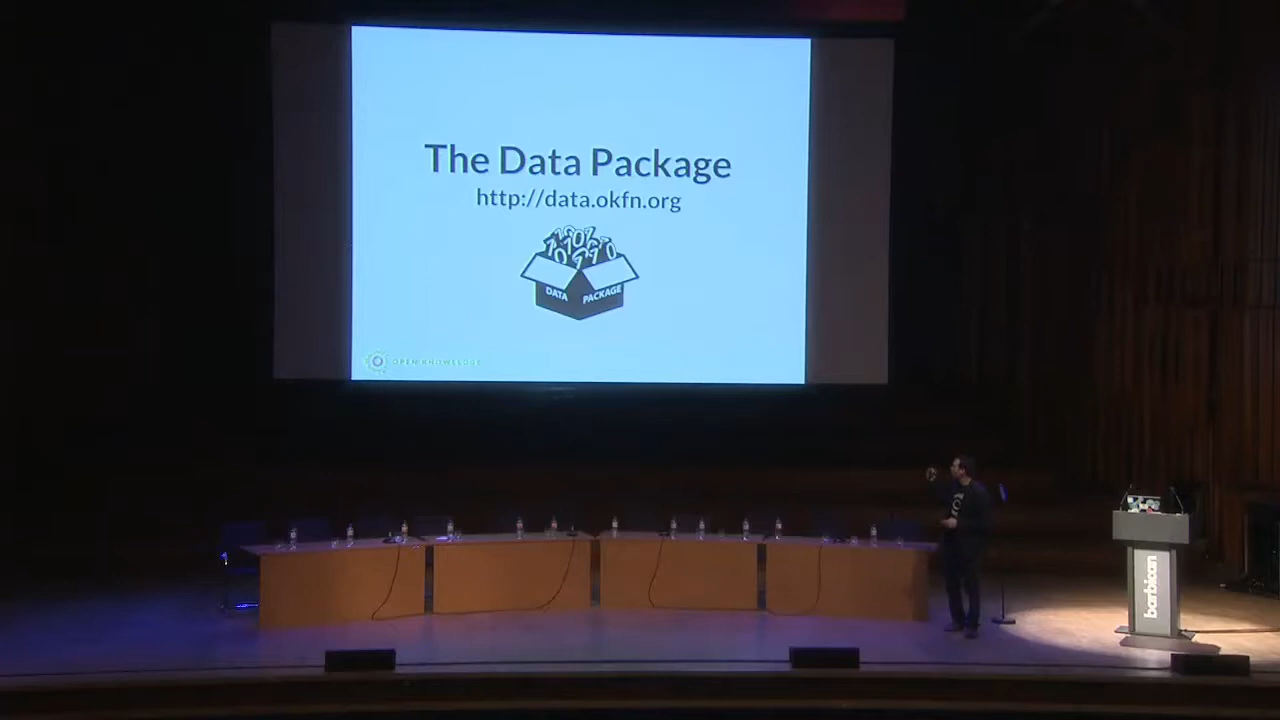 The Data Package
http://data.okfn.org
DATA PACKAGE
OPEN KNOWLEDGE
barbican